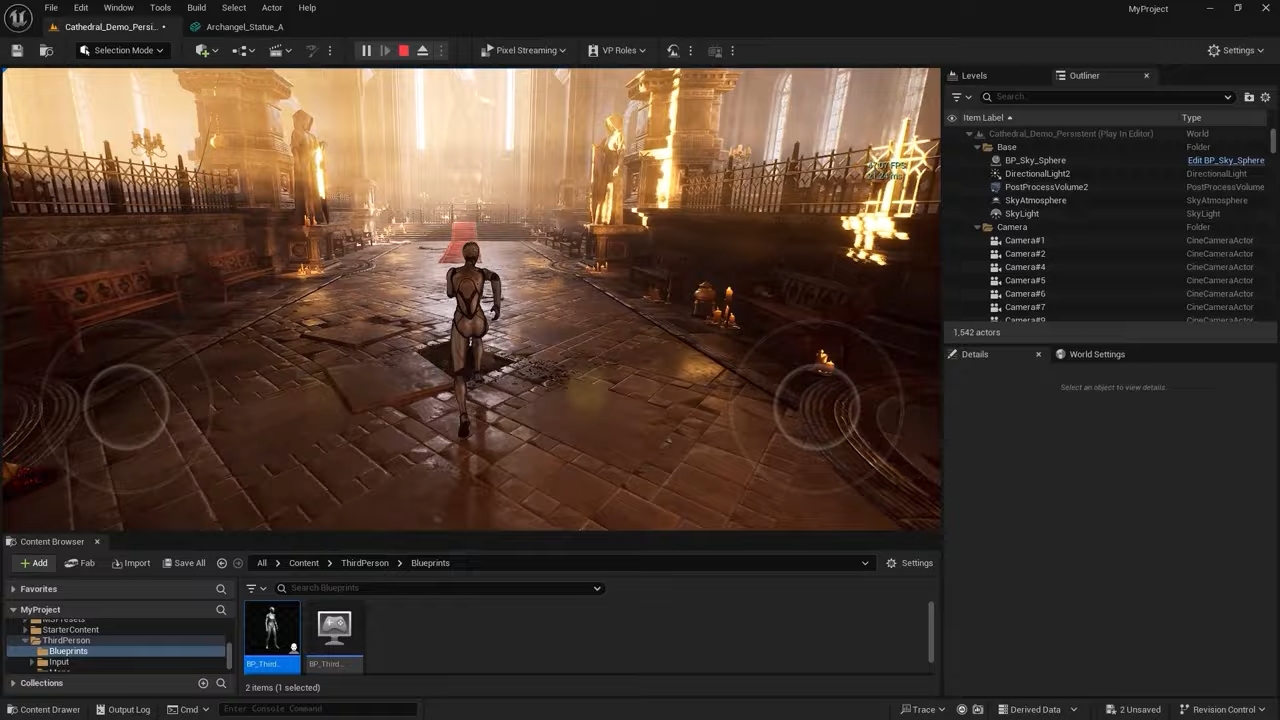 File Edit Window Tools Build Select Actor Help
MyProject
Cathedral_Demo_Persi... •
Archangel_Statue_A
Selection Mode
Pixel Streaming
VP Roles
Settings
Levels
Outliner
Search...
Item Label
Type
Cathedral_Demo_Persistent (Play In Editor) World
Base Folder
BP_Sky_Sphere Edit BP_Sky_Sphere
DirectionalLight2 DirectionalLight
PostProcessVolume2 PostProcessVolume
SkyAtmosphere SkyAtmosphere
SkyLight SkyLight
Camera Folder
Camera#1 CineCameraActor
Camera#2 CineCameraActor
Camera#4 CineCameraActor
Camera#5 CineCameraActor
Camera#6 CineCameraActor
Camera#7 CineCameraActor
CineCameraActor
1,542 actors
Details
World Settings
Select an object to view details.
FPS
Content Browser
Add Fab Import Save All
All Content ThirdPerson Blueprints
Settings
Favorites
Search Blueprints
MyProject
StarterContent
ThirdPerson
Blueprints
Input
BP_Third...
BP_Third...
Collections
2 items (1 selected)
Content Drawer Output Log Cmd Enter Console Command
Trace Derived Data 2 Unsaved Revision Control